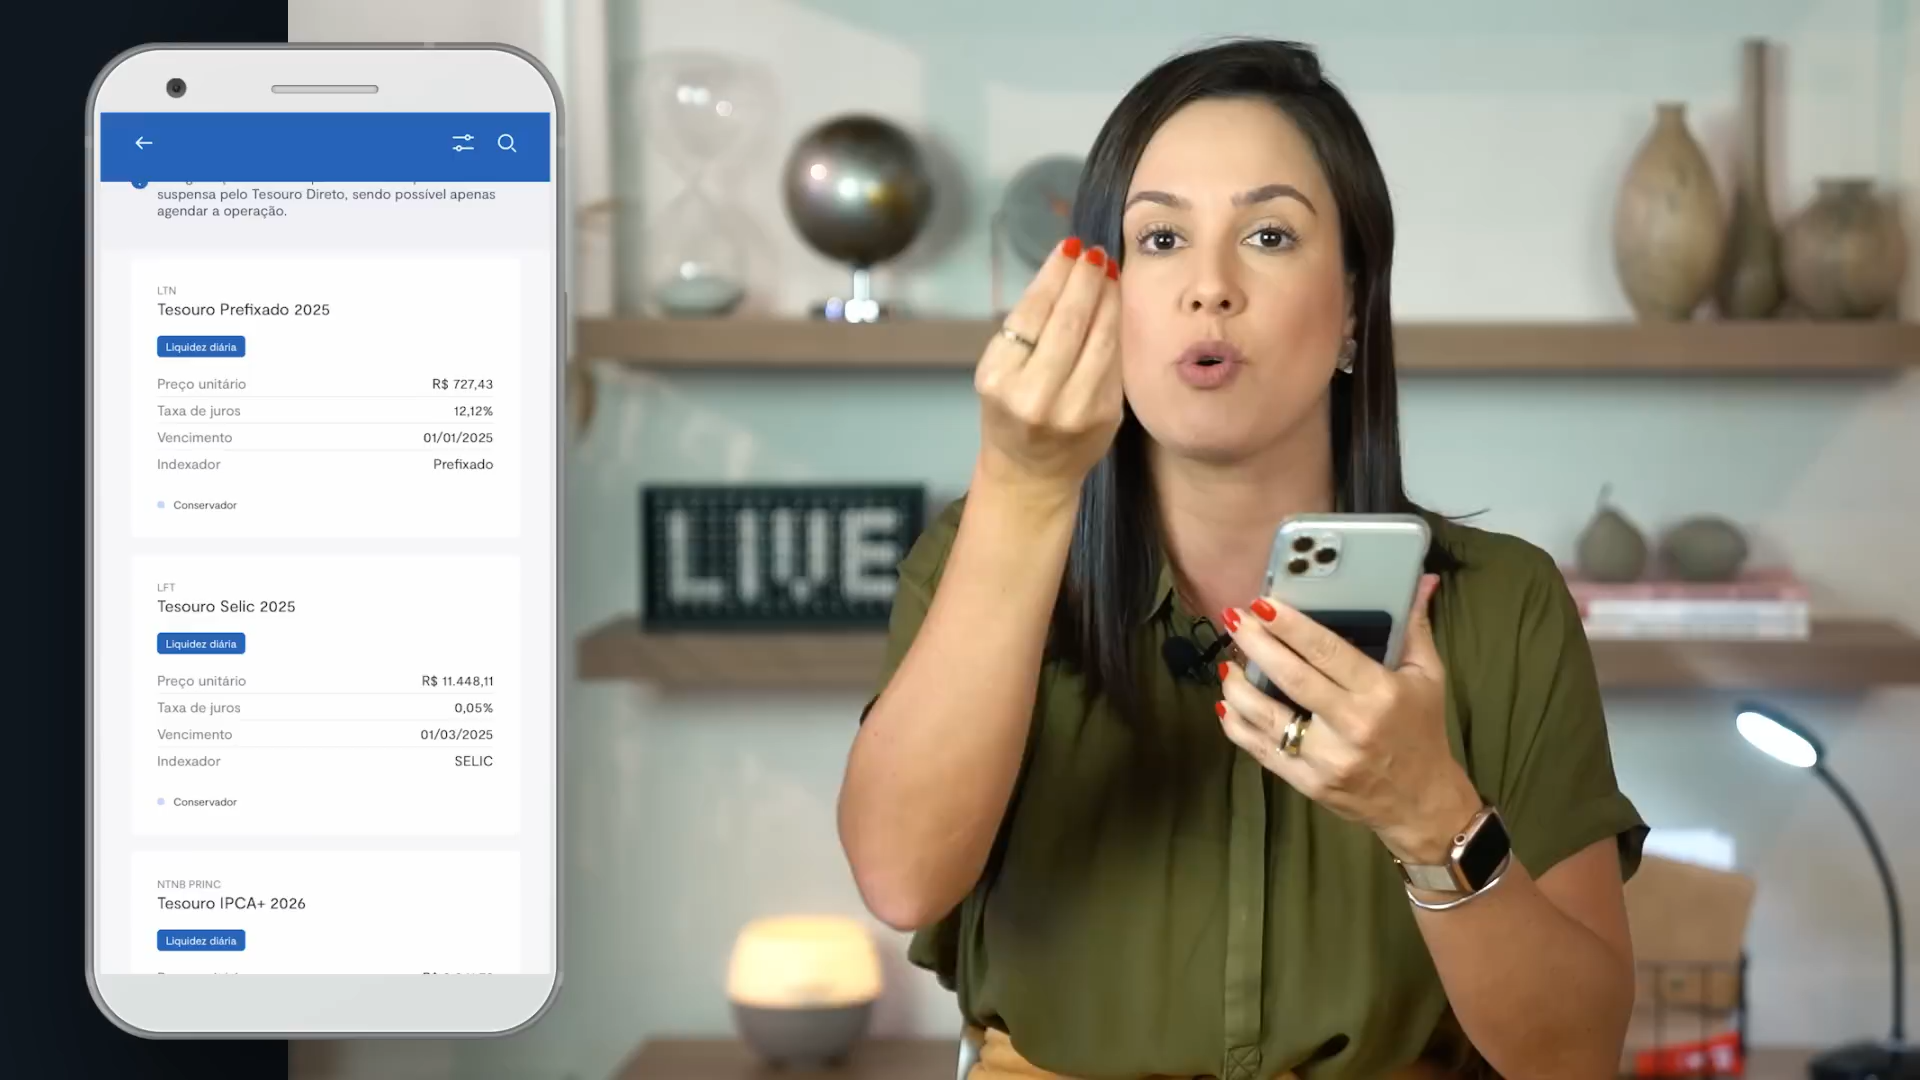 suspensa pelo Tesouro Direto, sendo possível apenas
agendar a operação.
LTN
Tesouro Prefixado 2025
Liquidez diária
Preço unitário R$ 727,43
Taxa de juros 12,12%
Vencimento 01/01/2025
Indexador Prefixado
Conservador
LFT
Tesouro Selic 2025
Liquidez diária
Preço unitário R$ 11.448,11
Taxa de juros 0,05%
Vencimento 01/03/2025
Indexador SELIC
Conservador
NTNB PRINC
Tesouro IPCA+ 2026
Liquidez diária
LIVE